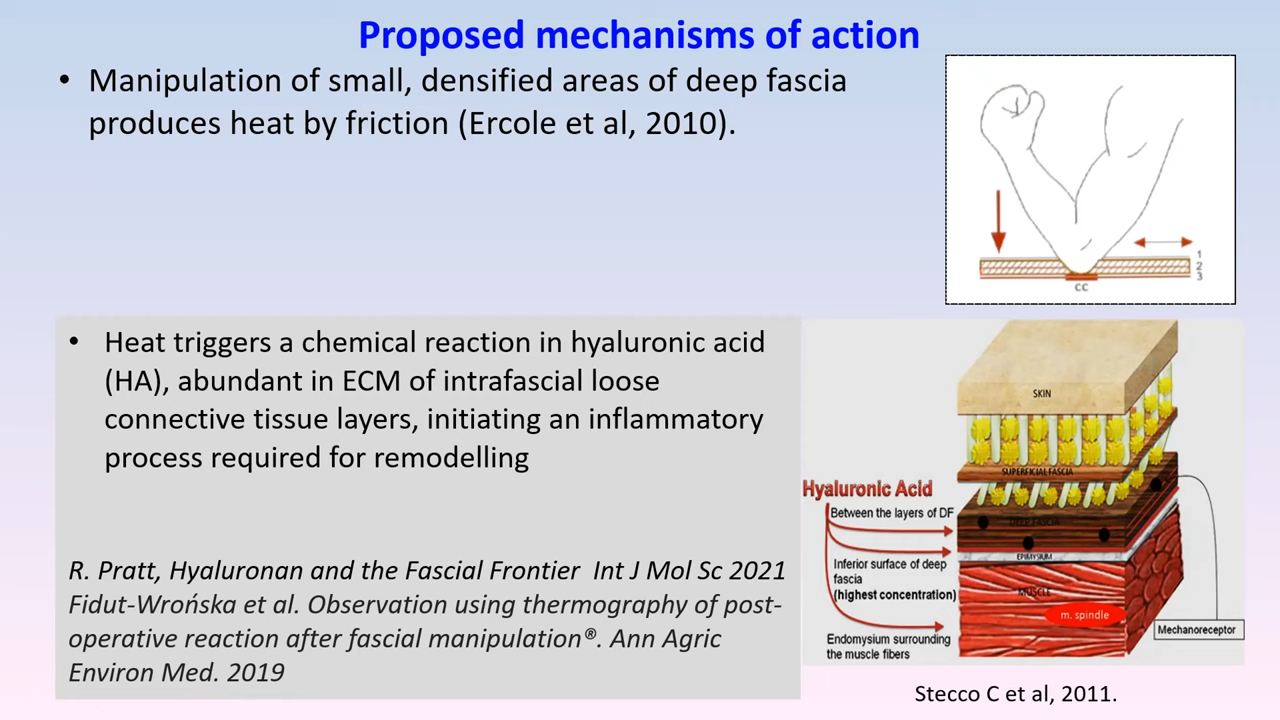 Proposed mechanisms of action
• Manipulation of small, densified areas of deep fascia
produces heat by friction (Ercole et al, 2010).
1
2
3
CC
• Heat triggers a chemical reaction in hyaluronic acid
(HA), abundant in ECM of intrafascial loose
connective tissue layers, initiating an inflammatory
process required for remodelling
R. Pratt, Hyaluronan and the Fascial Frontier Int J Mol Sc 2021
Fidut-Wrońska et al. Observation using thermography of post-
operative reaction after fascial manipulation®. Ann Agric
Environ Med. 2019
SKIN
SUPERFICIAL FASCIA
Hyaluronic Acid
Between the layers of DF
DEEP FASCIA
EPIMYSIUM
Inferior surface of deep
fascia
(highest concentration)
MUSCLE
m. spindle
Mechanoreceptor
Endomysium surrounding
the muscle fibers
Stecco C et al, 2011.